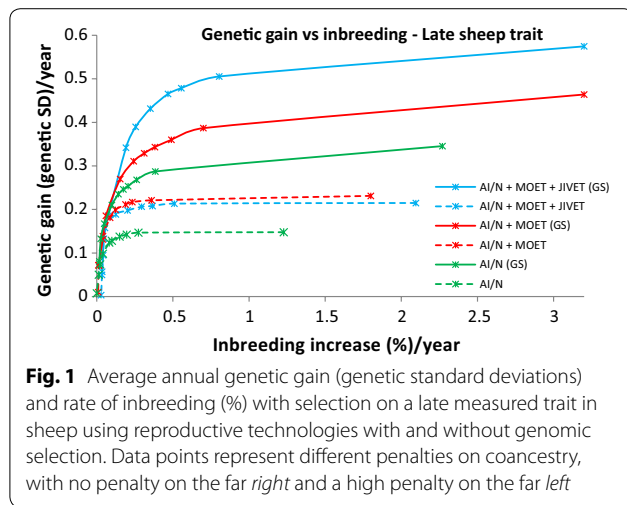 Genetic gain vs inbreeding - Late sheep trait
Genetic gain (genetic SD)/year
0.6
0.5
0.4
0.3
0.2
0.1
0
0 0.5 1 1.5 2 2.5 3
Inbreeding increase (%)/year
AI/N + MOET + JIVET (GS)
AI/N + MOET + JIVET
AI/N + MOET (GS)
AI/N + MOET
AI/N (GS)
AI/N
Fig. 1 Average annual genetic gain (genetic standard deviations)
and rate of inbreeding (%) with selection on a late measured trait in
sheep using reproductive technologies with and without genomic
selection. Data points represent different penalties on coancestry,
with no penalty on the far right and a high penalty on the far left